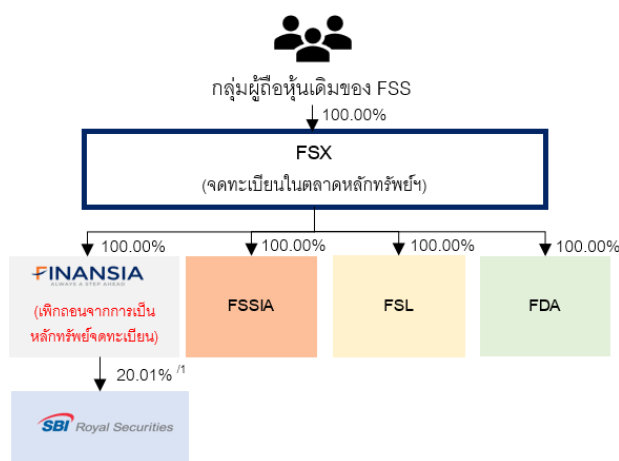 กลุ่มผู้ถือหุ้นเดิมของ FSS
100.00%
FSX
(จดทะเบียนในตลาดหลักทรัพย์ฯ)
100.00% 100.00% 100.00% 100.00%
FINANSIA
ALWAYS A STEP AHEAD
(เพิกถอนจากการเป็น
หลักทรัพย์จดทะเบียน)
FSSIA
FSL
FDA
20.01% /1
SBI Royal Securities